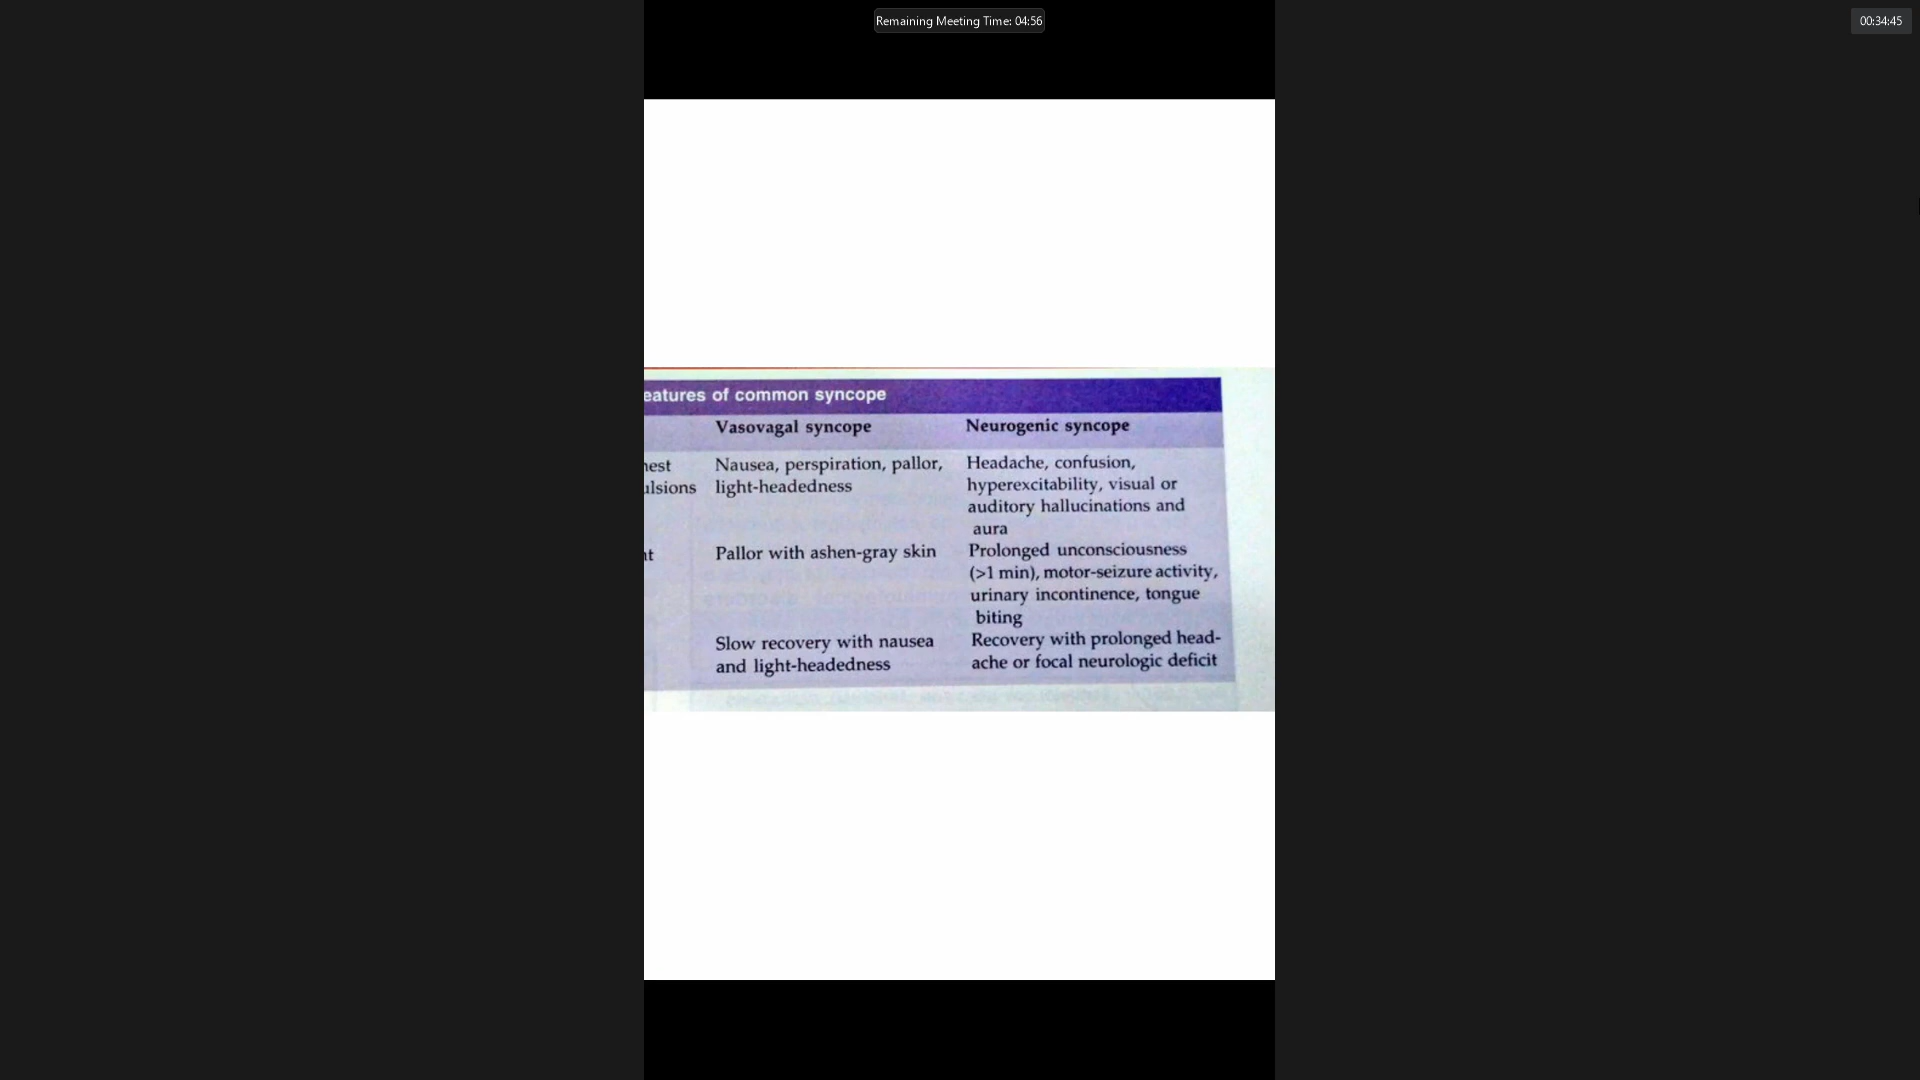 Remaining Meeting Time: 04:56
00:34:45
eatures of common syncope
Vasovagal syncope
Neurogenic syncope
nest
ulsions
Nausea, perspiration, pallor,
light-headedness
Headache, confusion,
hyperexcitability, visual or
auditory hallucinations and
aura
nt
Pallor with ashen-gray skin
Prolonged unconsciousness
(>1 min), motor-seizure activity,
urinary incontinence, tongue
biting
Slow recovery with nausea
and light-headedness
Recovery with prolonged head-
ache or focal neurologic deficit